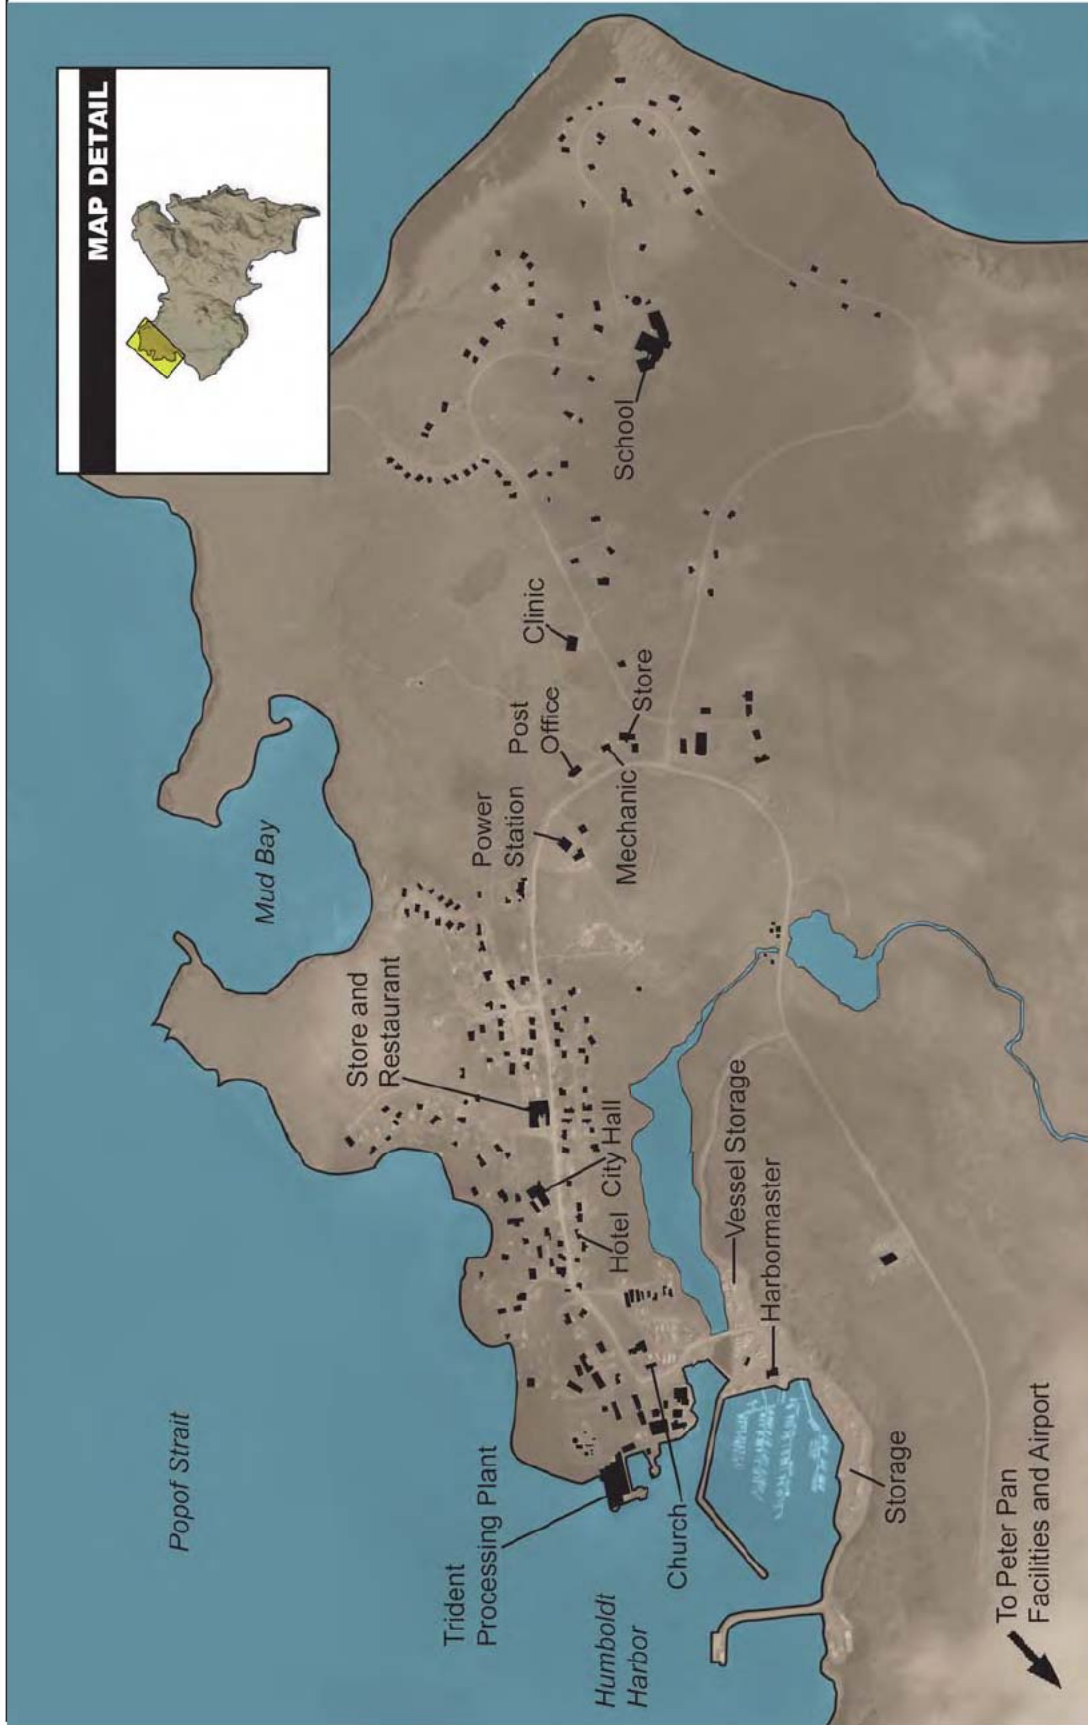 MAP DETAIL
Popof Strait
Mud Bay
Store and
Restaurant
Power
Station
Post
Office
Clinic
School
Trident
Processing Plant
Hotel
City Hall
Mechanic
Store
Humboldt
Harbor
Church
Vessel Storage
Harbormaster
Storage
To Peter Pan
Facilities and Airport